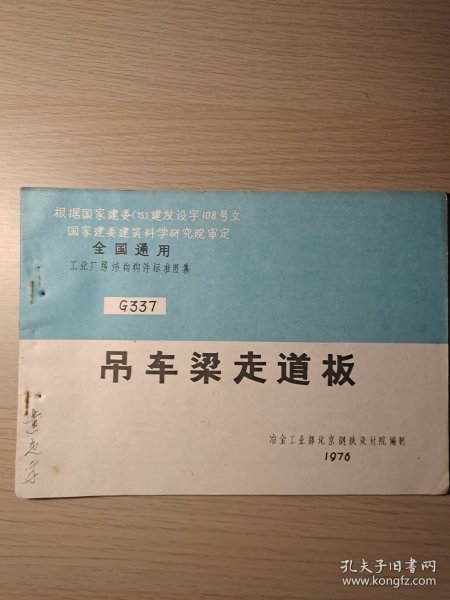 根据国家建委(75)建发设字108号文
国家建委建筑科学研究院审定
全国通用
工业厂房结构构件标准图集
G337
吊车梁走道板
冶金工业部北京钢铁设计院编制
1976
孔夫子旧书网
www.kongfz.com